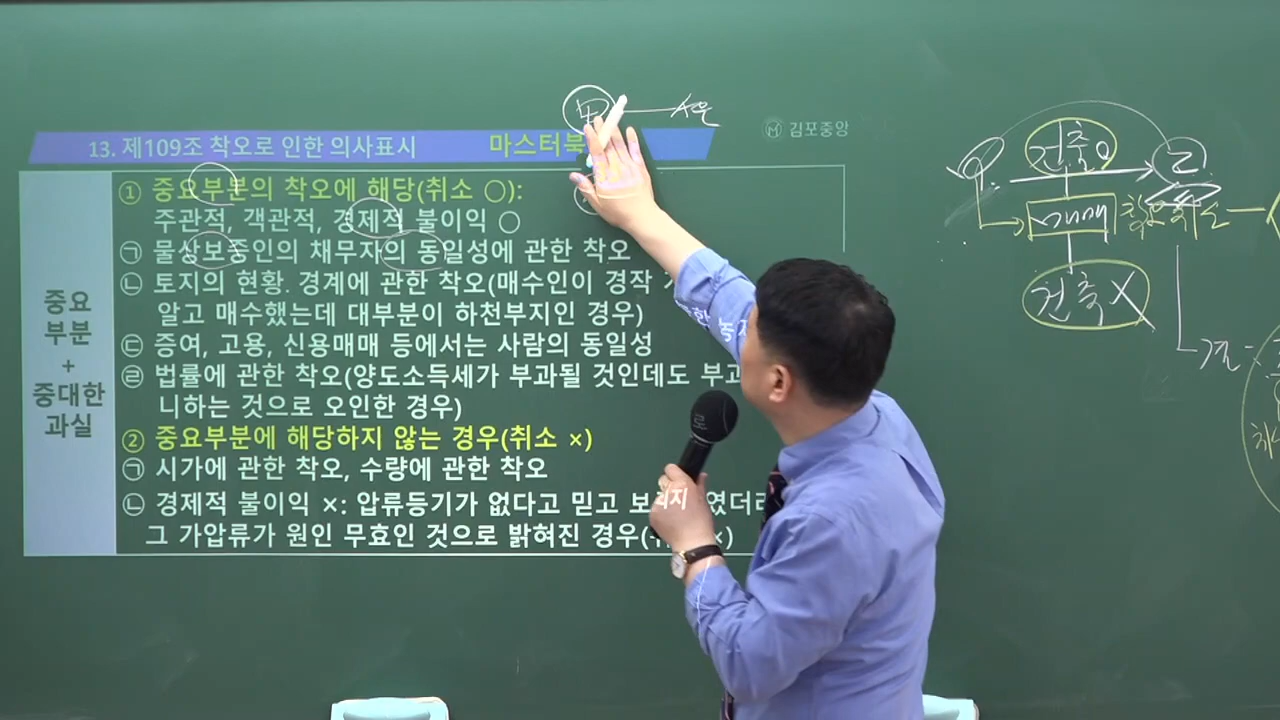 김포중앙
13. 제109조 착오로 인한 의사표시 마스터북
중요
부분
+
중대한
과실
① 중요부분의 착오에 해당(취소 ○):
주관적, 객관적, 경제적 불이익 ○
㉠ 물상보증인의 채무자의 동일성에 관한 착오
㉡ 토지의 현황. 경계에 관한 착오(매수인이 경작
알고 매수했는데 대부분이 하천부지인 경우)
㉢ 증여, 고용, 신용매매 등에서는 사람의 동일성
㉣ 법률에 관한 착오(양도소득세가 부과될 것인데도
니하는 것으로 오인한 경우)
② 중요부분에 해당하지 않는 경우(취소 ×)
㉠ 시가에 관한 착오, 수량에 관한 착오
㉡ 경제적 불이익 ×: 압류등기가 없다고 믿고
그 가압류가 원인 무효인 것으로 밝혀진 경우
건축o
매매 착오취소
건축X